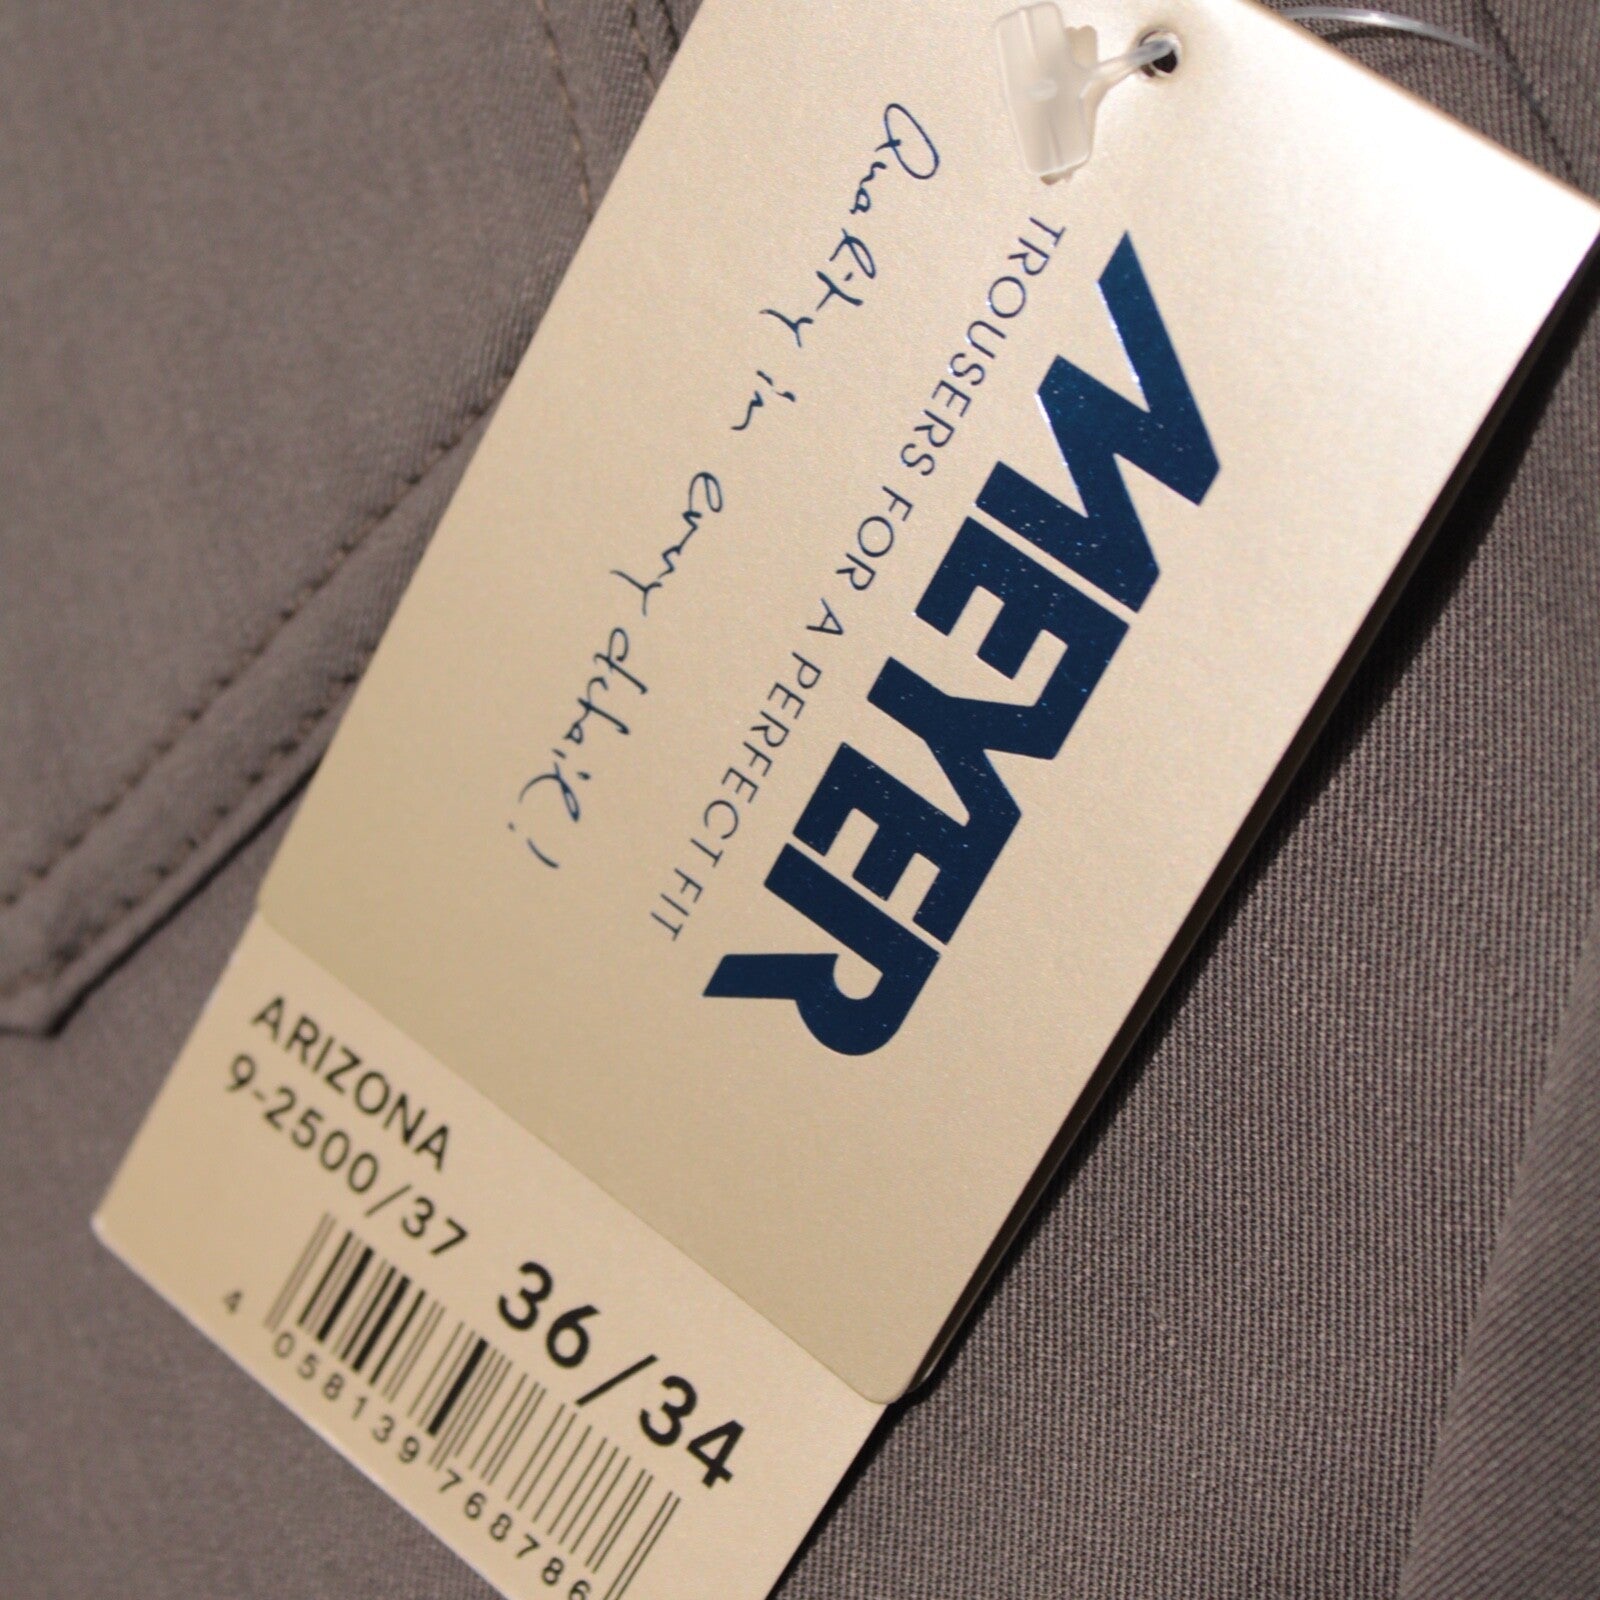 MEYER
TROUSERS FOR A PERFECT FIT
Quality in every detail!
ARIZONA
9-2500/37
36/34
4 058139 768786